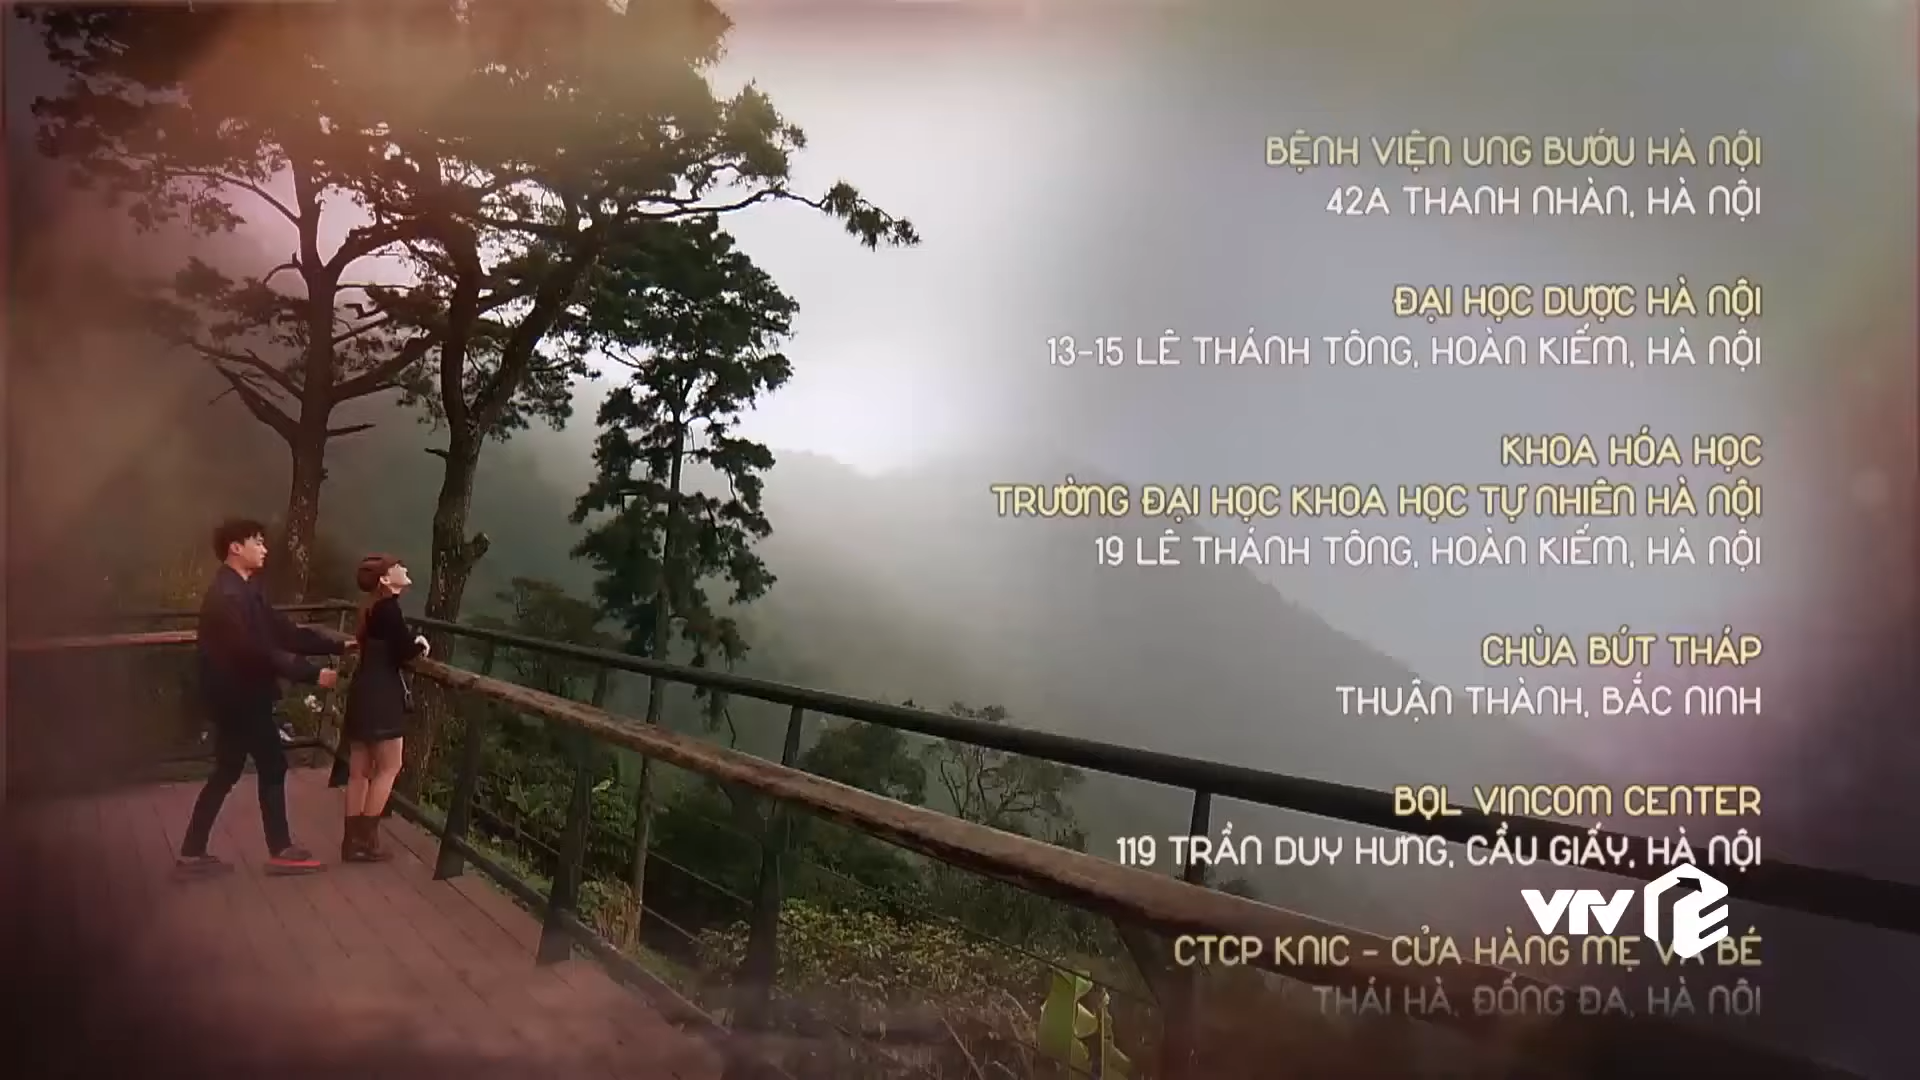 BỆNH VIỆN UNG BƯỚU HÀ NỘI
42A THANH NHÀN, HÀ NỘI
ĐẠI HỌC DƯỢC HÀ NỘI
13-15 LÊ THÁNH TÔNG, HOÀN KIẾM, HÀ NỘI
KHOA HÓA HỌC
TRƯỜNG ĐẠI HỌC KHOA HỌC TỰ NHIÊN HÀ NỘI
19 LÊ THÁNH TÔNG, HOÀN KIẾM, HÀ NỘI
CHÙA BÚT THÁP
THUẬN THÀNH, BẮC NINH
BQL VINCOM CENTER
119 TRẦN DUY HƯNG, CẦU GIẤY, HÀ NỘI
VTV
CTCP KNIC - CỬA HÀNG MẸ VÀ BÉ
THÁI HÀ, ĐỐNG ĐA, HÀ NỘI